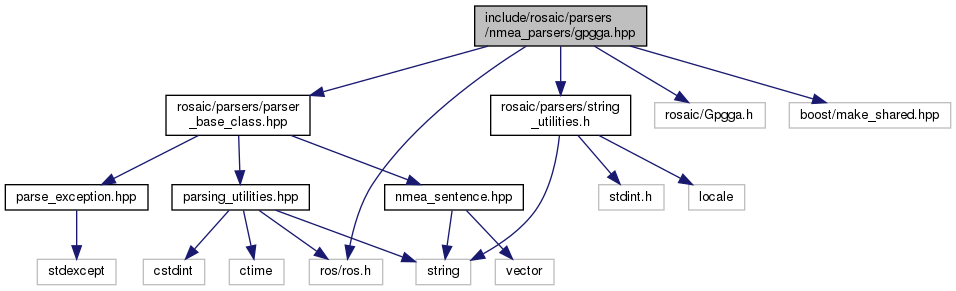 include/rosaic/parsers
/nmea_parsers/gpgga.hpp
rosaic/parsers/parser
_base_class.hpp
rosaic/parsers/string
_utilities.h
rosaic/Gpgga.h
boost/make_shared.hpp
parse_exception.hpp
parsing_utilities.hpp
nmea_sentence.hpp
stdint.h
locale
stdexcept
cstdint
ctime
ros/ros.h
string
vector